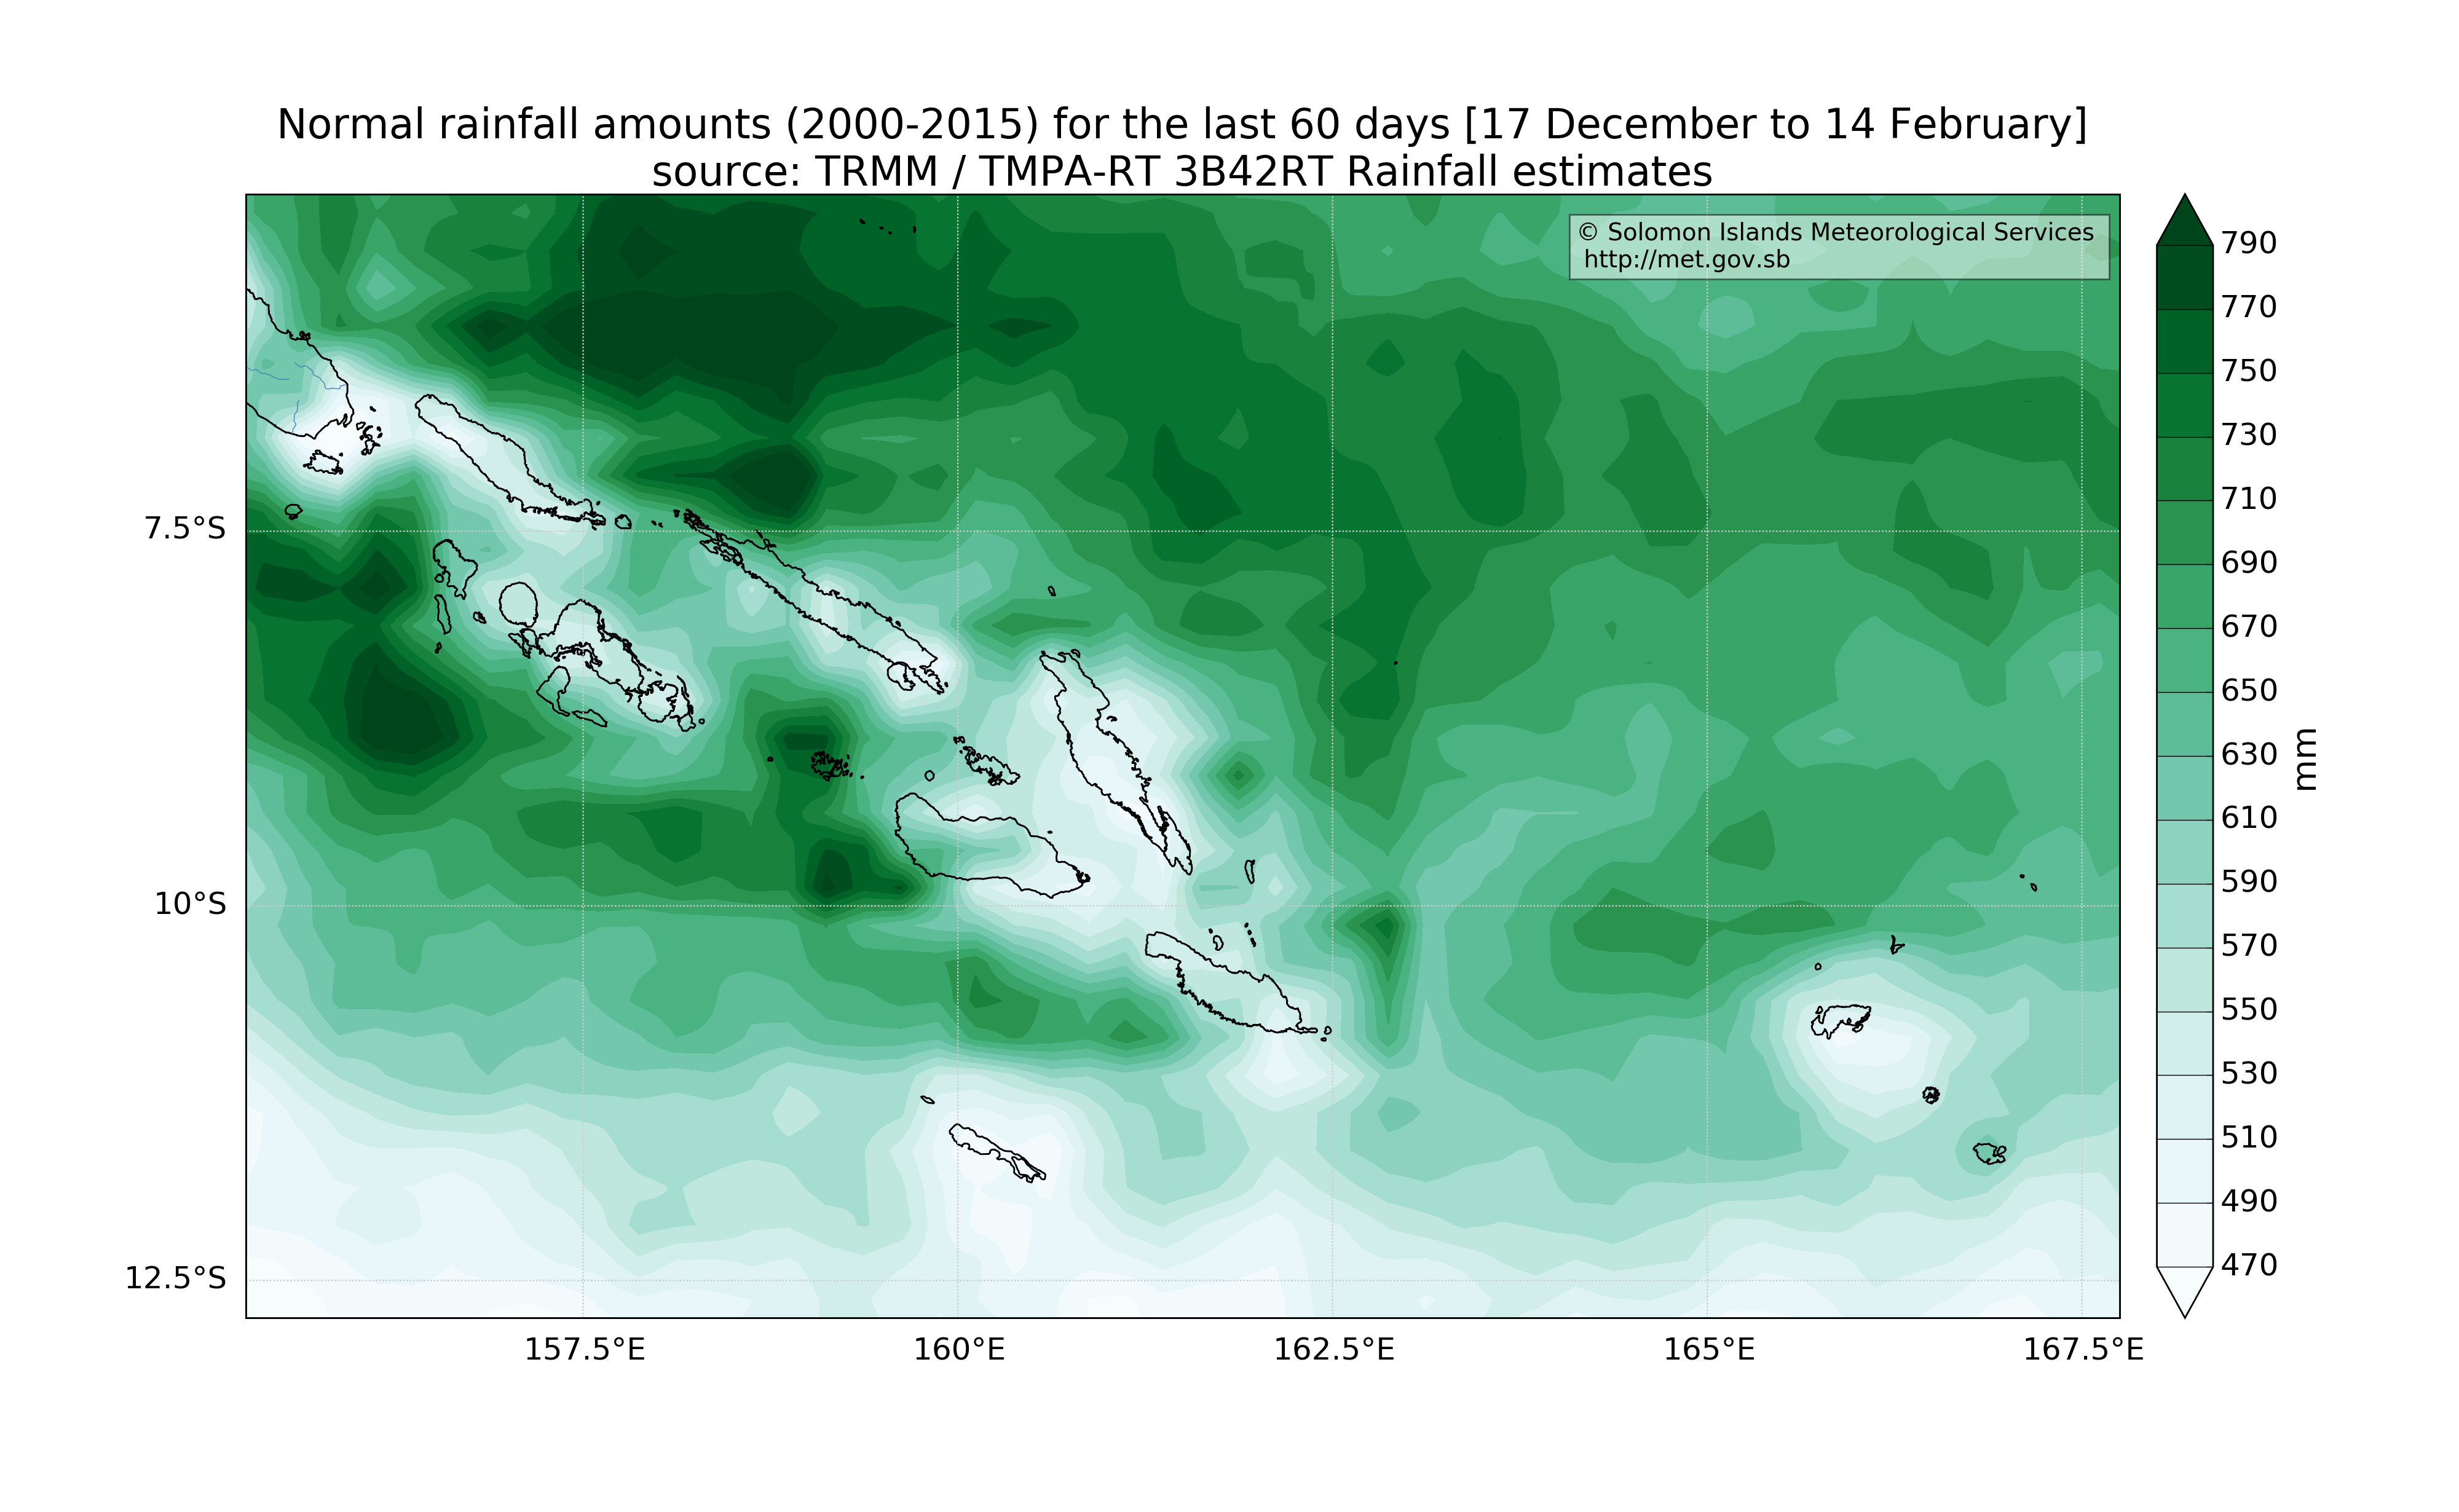 Normal rainfall amounts (2000-2015) for the last 60 days [17 December to 14 February]
source: TRMM / TMPA-RT 3B42RT Rainfall estimates
© Solomon Islands Meteorological Services
http://met.gov.sb
7.5°S
10°S
12.5°S
157.5°E
160°E
162.5°E
165°E
167.5°E
790
770
750
730
710
690
670
650
630
610
590
570
550
530
510
490
470
mm